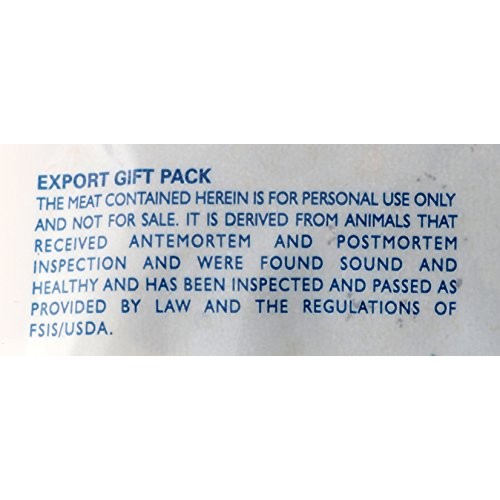 EXPORT GIFT PACK
THE MEAT CONTAINED HEREIN IS FOR PERSONAL USE ONLY
AND NOT FOR SALE. IT IS DERIVED FROM ANIMALS THAT
RECEIVED ANTEMORTEM AND POSTMORTEM
INSPECTION AND WERE FOUND SOUND AND
HEALTHY AND HAS BEEN INSPECTED AND PASSED AS
PROVIDED BY LAW AND THE REGULATIONS OF
FSIS/USDA.